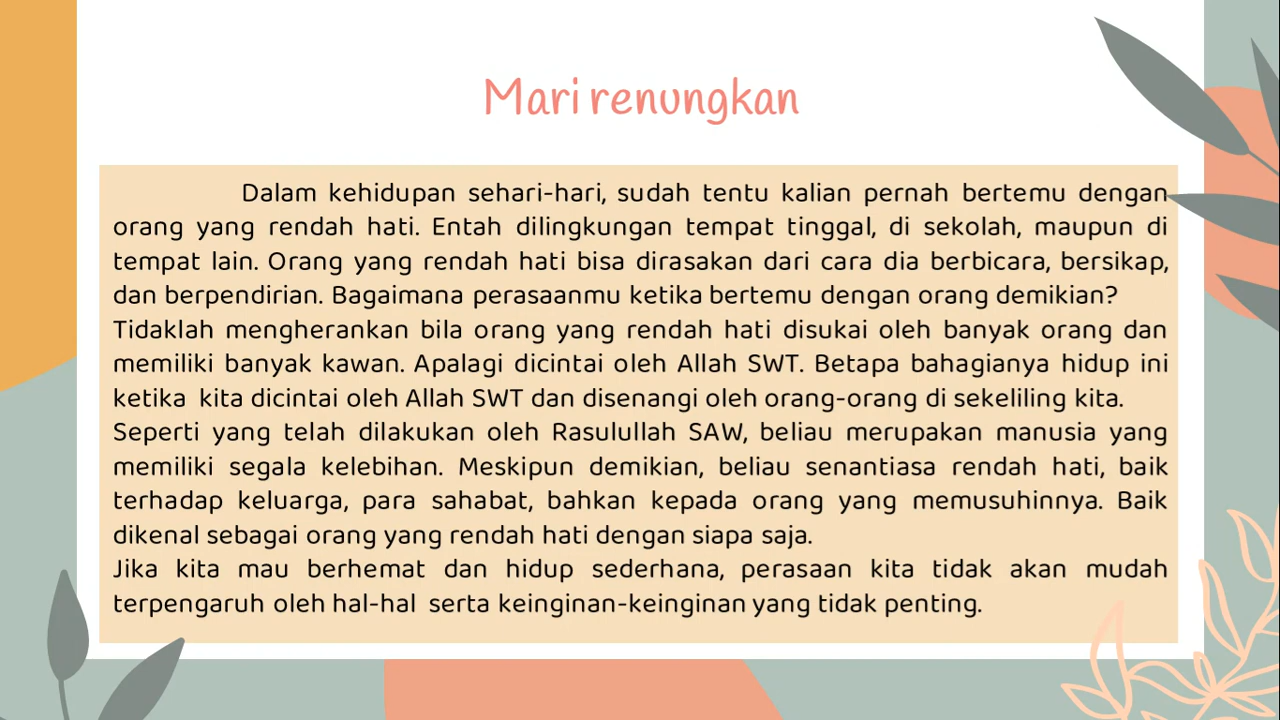 Mari renungkan
Dalam kehidupan sehari-hari, sudah tentu kalian pernah bertemu dengan
orang yang rendah hati. Entah dilingkungan tempat tinggal, di sekolah, maupun di
tempat lain. Orang yang rendah hati bisa dirasakan dari cara dia berbicara, bersikap,
dan berpendirian. Bagaimana perasaanmu ketika bertemu dengan orang demikian?
Tidaklah mengherankan bila orang yang rendah hati disukai oleh banyak orang dan
memiliki banyak kawan. Apalagi dicintai oleh Allah SWT. Betapa bahagianya hidup ini
ketika kita dicintai oleh Allah SWT dan disenangi oleh orang-orang di sekeliling kita.
Seperti yang telah dilakukan oleh Rasulullah SAW, beliau merupakan manusia yang
memiliki segala kelebihan. Meskipun demikian, beliau senantiasa rendah hati, baik
terhadap keluarga, para sahabat, bahkan kepada orang yang memusuhinnya. Baik
dikenal sebagai orang yang rendah hati dengan siapa saja.
Jika kita mau berhemat dan hidup sederhana, perasaan kita tidak akan mudah
terpengaruh oleh hal-hal serta keinginan-keinginan yang tidak penting.